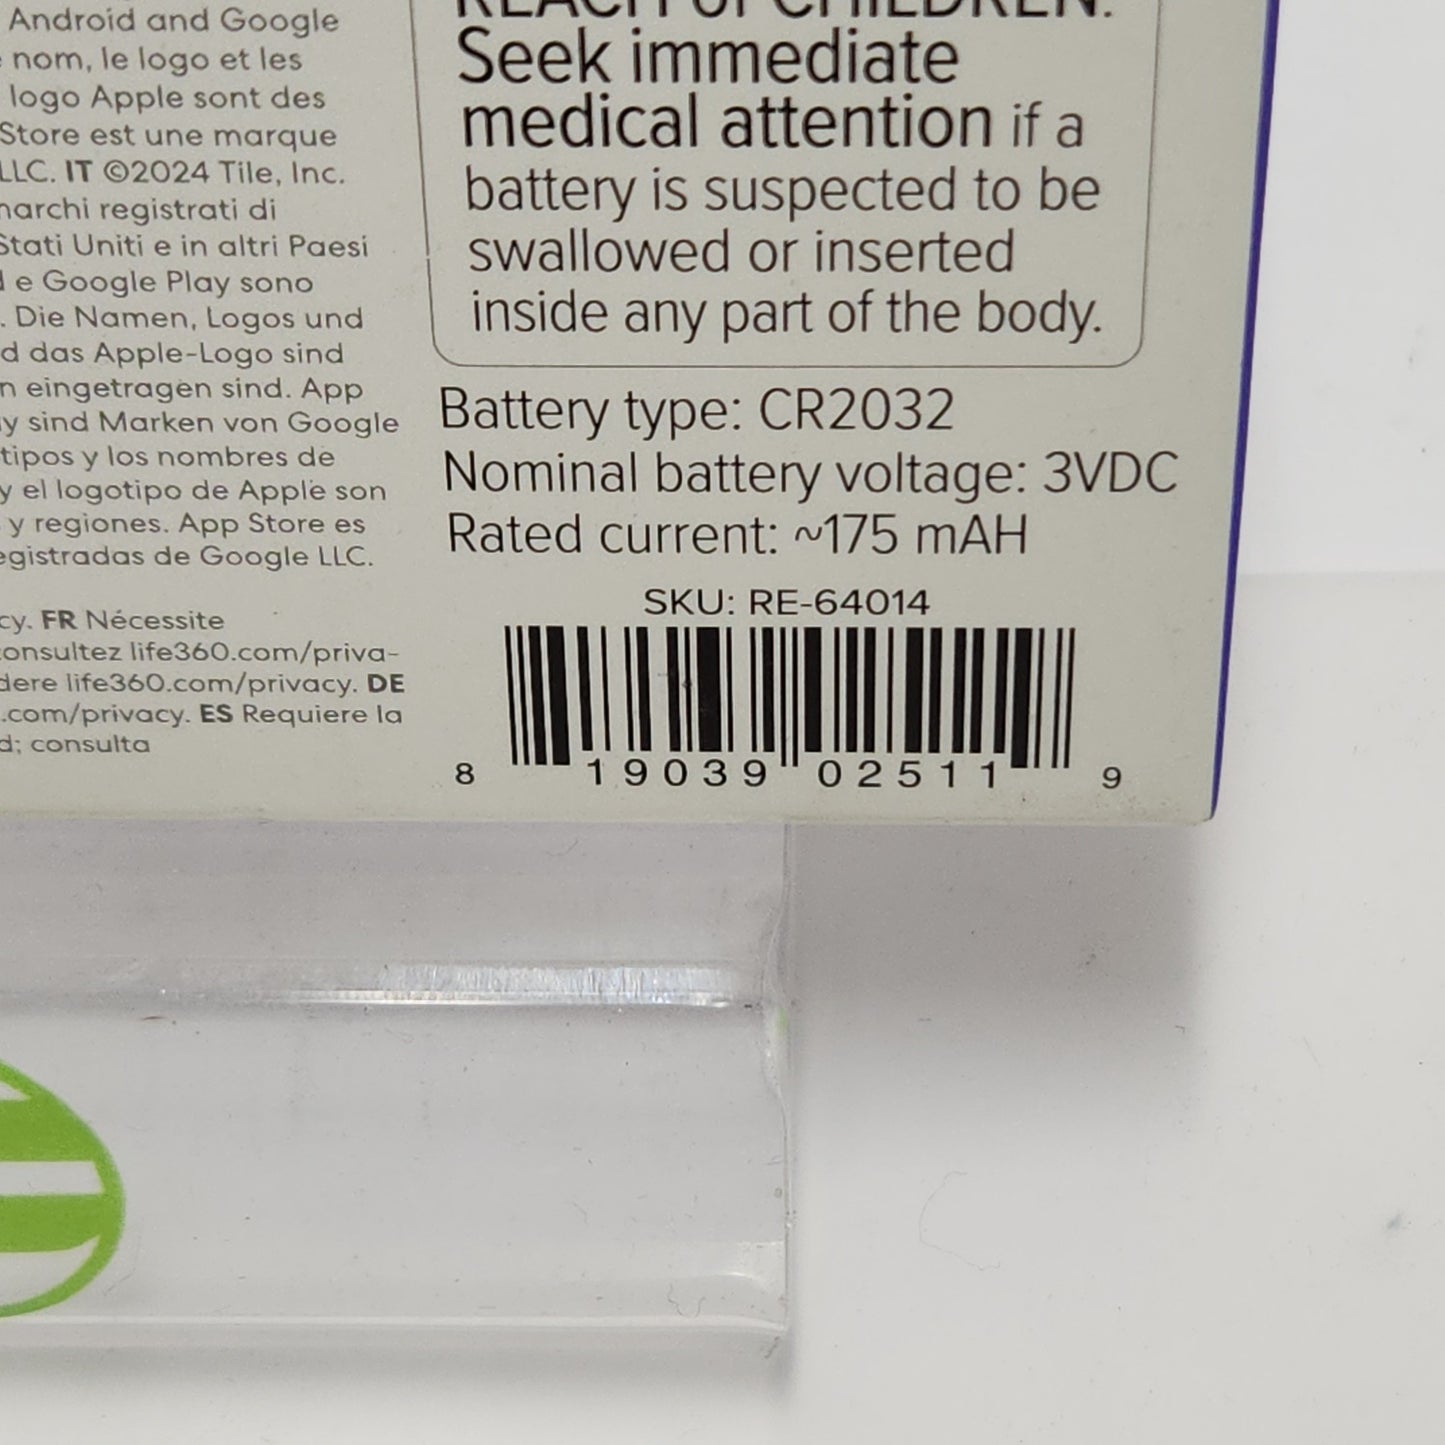 Android and Google
nom, le logo et les
logo Apple sont des
Store est une marque
LLC. IT ©2024 Tile, Inc.
marchi registrati di
Stati Uniti e in altri Paesi
e Google Play sono
. Die Namen, Logos und
d das Apple-Logo sind
n eingetragen sind. App
y sind Marken von Google
tipos y los nombres de
y el logotipo de Apple son
y regiones. App Store es
egistradas de Google LLC.
cy. FR Nécessite
consultez life360.com/priva-
dere life360.com/privacy. DE
.com/privacy. ES Requiere la
d; consulta
REACH of CHILDREN.
Seek immediate
medical attention if a
battery is suspected to be
swallowed or inserted
inside any part of the body.
Battery type: CR2032
Nominal battery voltage: 3VDC
Rated current: ~175 mAH
SKU: RE-64014
8 19039 02511 9